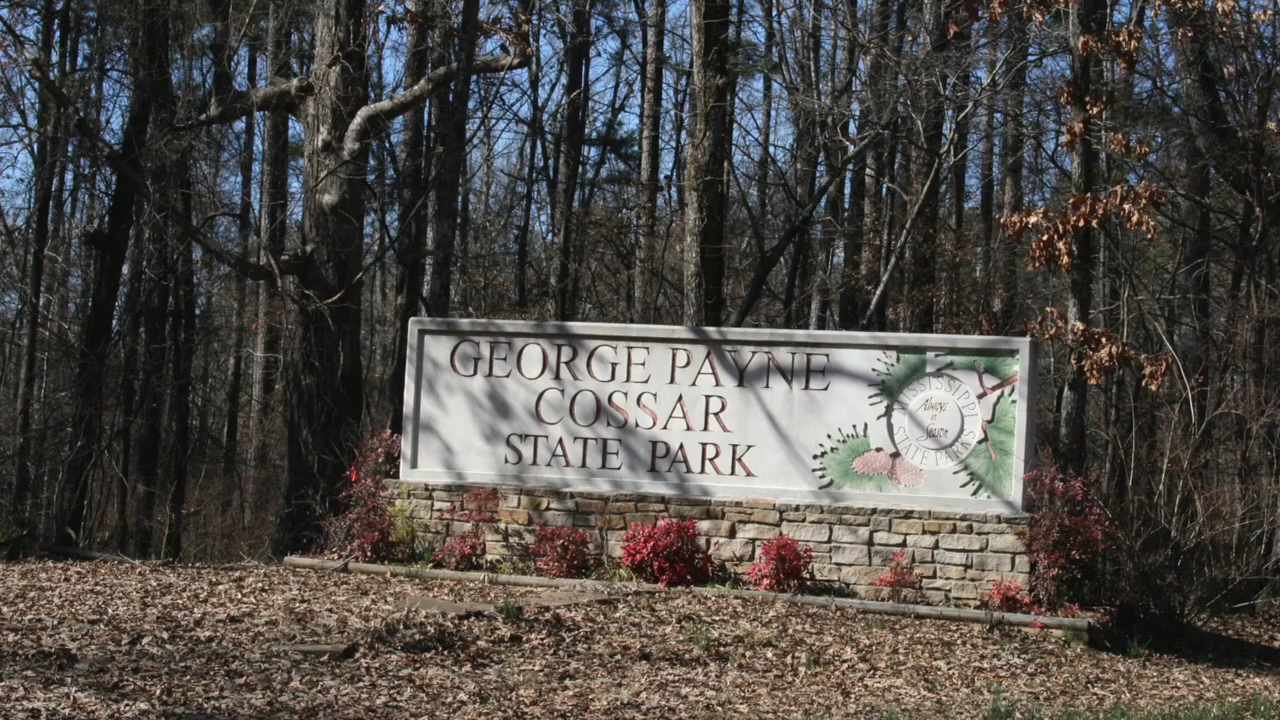 GEORGE PAYNE
COSSAR
STATE PARK
MISSISSIPPI
Always
in
Season
STATE PARKS